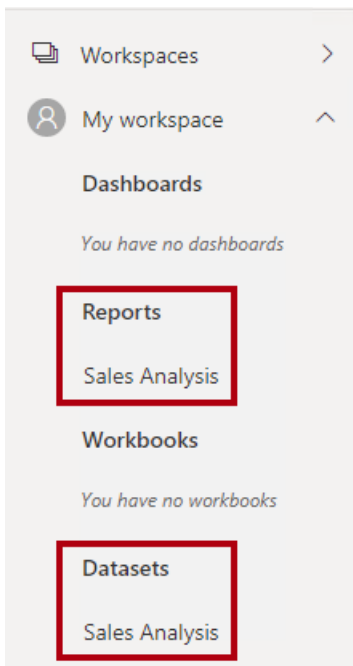 Workspaces
My workspace
Dashboards
You have no dashboards
Reports
Sales Analysis
Workbooks
You have no workbooks
Datasets
Sales Analysis